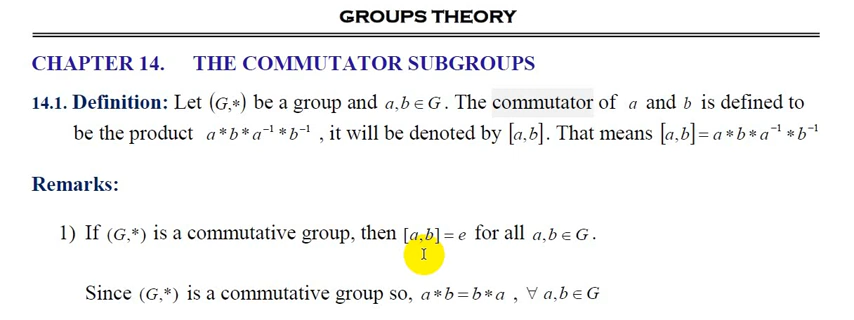 GROUPS THEORY
CHAPTER 14. THE COMMUTATOR SUBGROUPS
14.1. Definition: Let (G,*) be a group and a,b ∈ G. The commutator of a and b is defined to
be the product a*b*a⁻¹*b⁻¹ , it will be denoted by [a,b]. That means [a,b]=a*b*a⁻¹*b⁻¹
Remarks:
1) If (G,*) is a commutative group, then [a,b]=e for all a,b ∈ G.
Since (G,*) is a commutative group so, a*b=b*a , ∀ a,b ∈ G